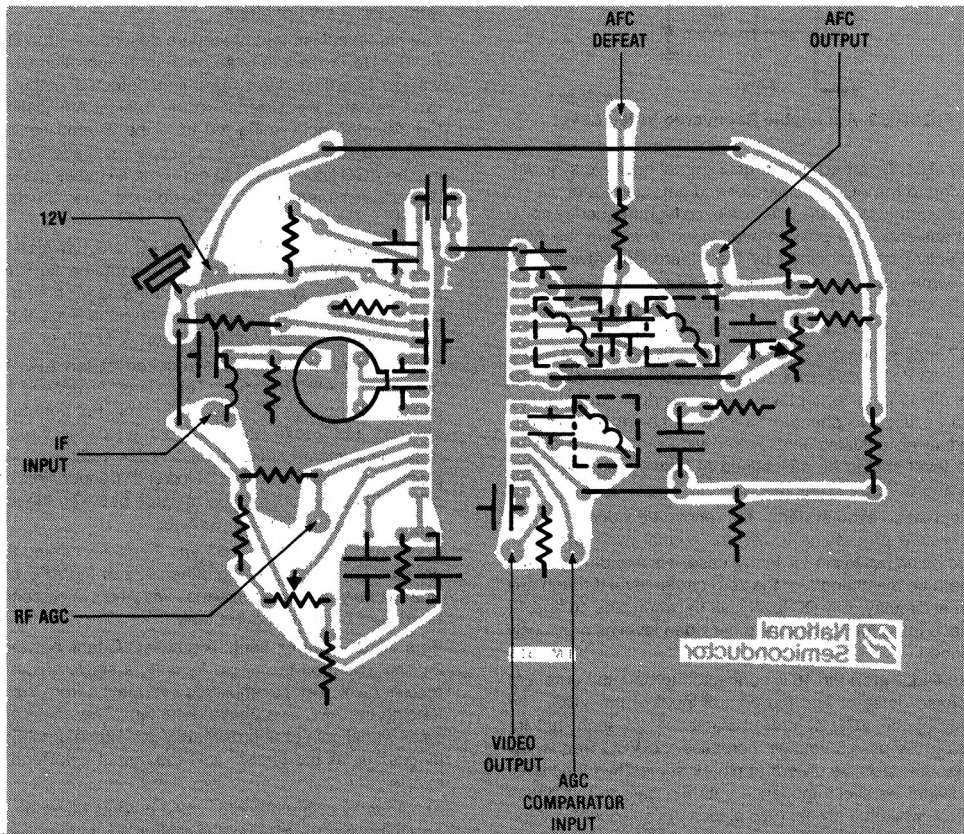 AFC
DEFEAT
AFC
OUTPUT
12V
IF
INPUT
RF AGC
National
Semiconductor
VIDEO
OUTPUT
AGC
COMPARATOR
INPUT